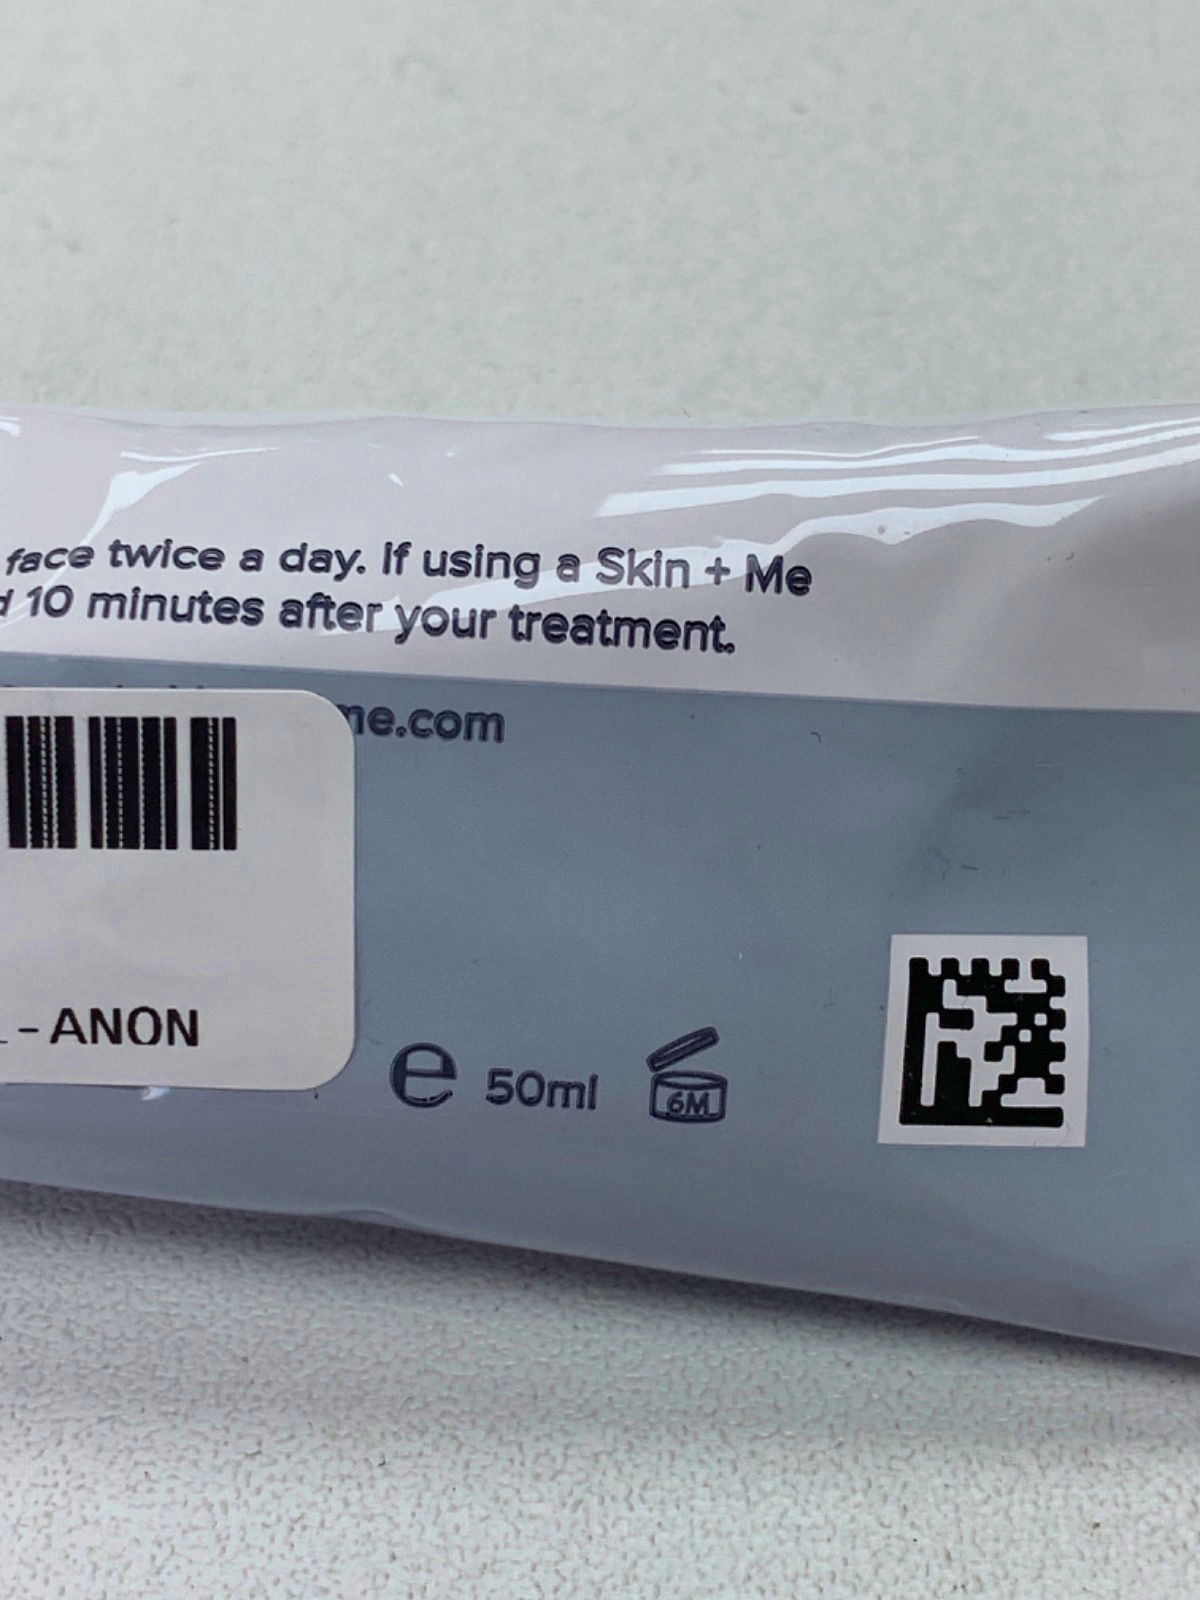 face twice a day. If using a Skin + Me
10 minutes after your treatment.
me.com
- ANON
e 50ml 6M